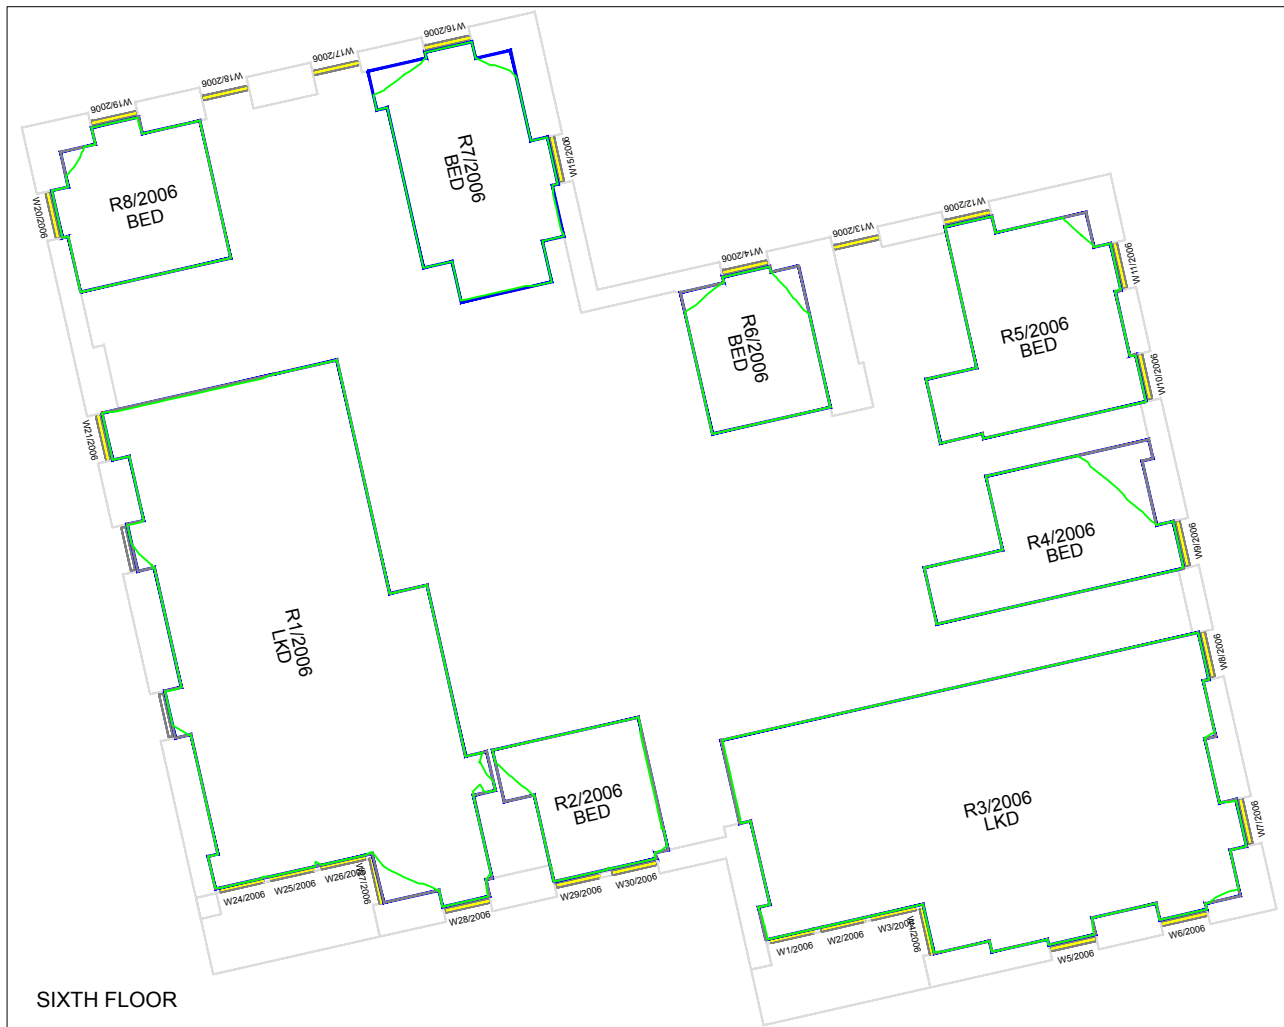 W16/2006
W17/2006
W18/2006
W19/2006
R7/2006
BED
W15/2006
R8/2006
BED
W20/2006
W12/2006
W13/2006
W14/2006
W11/2006
R6/2006
BED
R5/2006
BED
W10/2006
W21/2006
R4/2006
BED
W9/2006
R1/2006
LKD
W8/2006
R2/2006
BED
R3/2006
LKD
W7/2006
W24/2006
W25/2006
W26/2006
W27/2006
W28/2006
W29/2006
W30/2006
W1/2006
W2/2006
W3/2006
W4/2006
W5/2006
W6/2006
SIXTH FLOOR